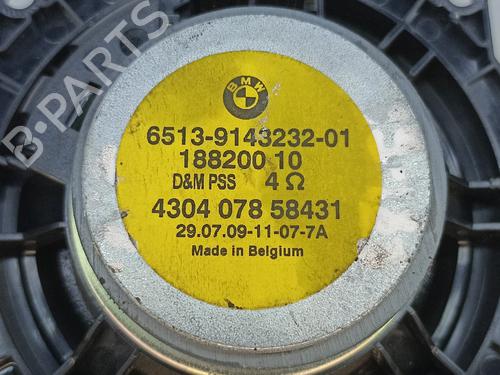 BMW
6513-9143232-01
188200 10
D&M PSS 4 Ω
4304 078 58431
29.07.09-11-07-7A
Made in Belgium
B-PARTS